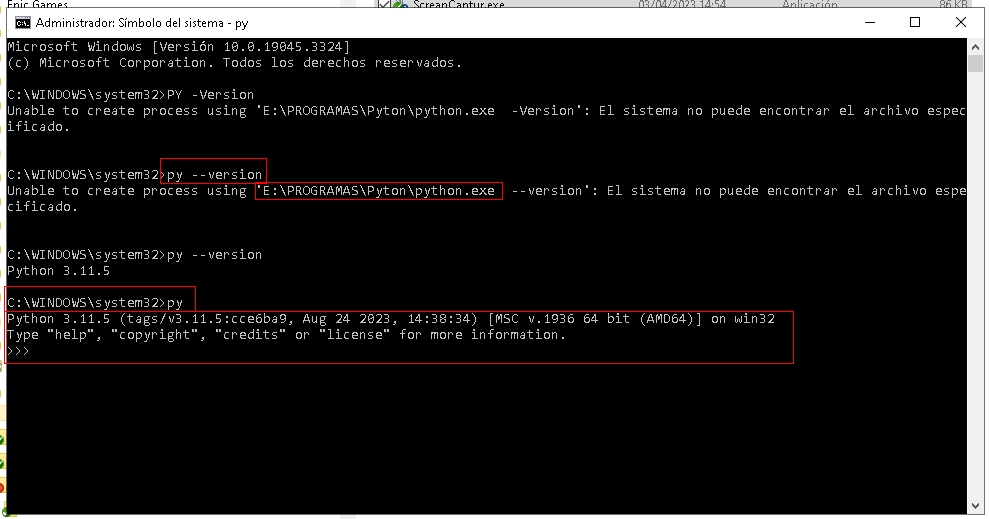 Epic Games
ScreanCaptur.exe 03/04/2023 14:54 Aplicación 86 KB
Administrador: Símbolo del sistema - py
Microsoft Windows [Versión 10.0.19045.3324]
(c) Microsoft Corporation. Todos los derechos reservados.
C:\WINDOWS\system32>PY -Version
Unable to create process using 'E:\PROGRAMAS\Pyton\python.exe  -Version': El sistema no puede encontrar el archivo espec
ificado.
C:\WINDOWS\system32>py --version
Unable to create process using 'E:\PROGRAMAS\Pyton\python.exe  --version': El sistema no puede encontrar el archivo espe
cificado.
C:\WINDOWS\system32>py --version
Python 3.11.5
C:\WINDOWS\system32>py
Python 3.11.5 (tags/v3.11.5:cce6ba9, Aug 24 2023, 14:38:34) [MSC v.1936 64 bit (AMD64)] on win32
Type "help", "copyright", "credits" or "license" for more information.
>>>